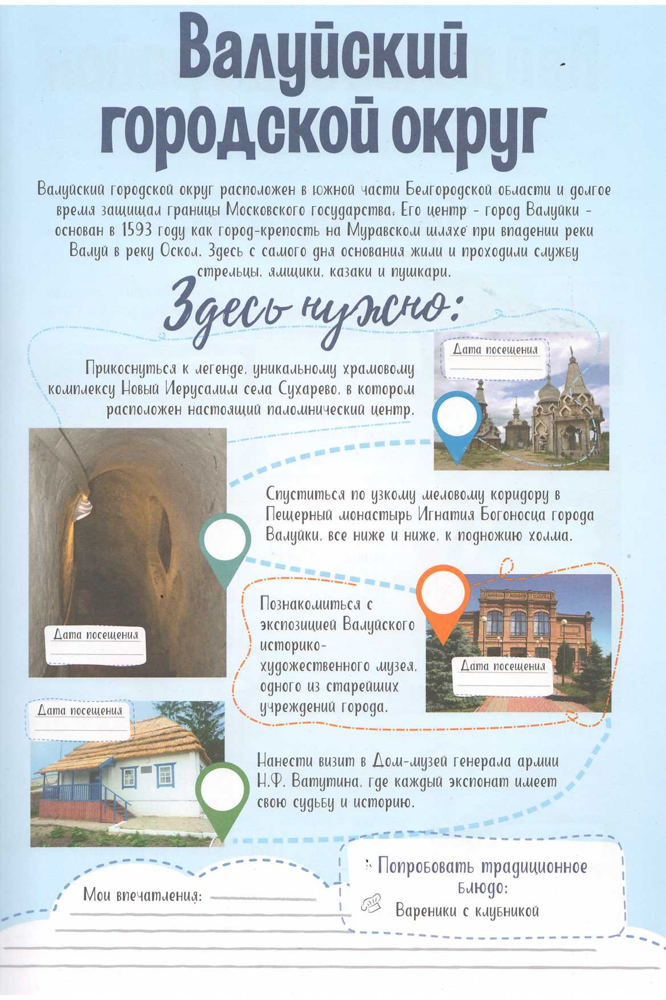 Валуйский
городской округ
Валуйский городской округ расположен в южной части Белгородской области и долгое
время защищал границы Московского государства. Его центр - город Валуйки -
основан в 1593 году как город-крепость на Муравском шляхе при впадении реки
Валуй в реку Оскол. Здесь с самого дня основания жили и проходили службу
стрельцы, ямщики, казаки и пушкари.
Здесь нужно:
Дата посещения
Прикоснуться к легенде, уникальному храмовому
комплексу Новый Иерусалим села Сухарево, в котором
расположен настоящий паломнический центр.
Спуститься по узкому меловому коридору в
Пещерный монастырь Игнатия Богоносца города
Валуйки, все ниже и ниже, к подножию холма.
Дата посещения
Познакомиться с
экспозицией Валуйского
историко-
художественного музея,
одного из старейших
учреждений города.
Дата посещения
Дата посещения
Нанести визит в Дом-музей генерала армии
Н.Ф. Ватутина, где каждый экспонат имеет
свою судьбу и историю.
Мои впечатления:
Попробовать традиционное
блюдо:
Вареники с клубникой